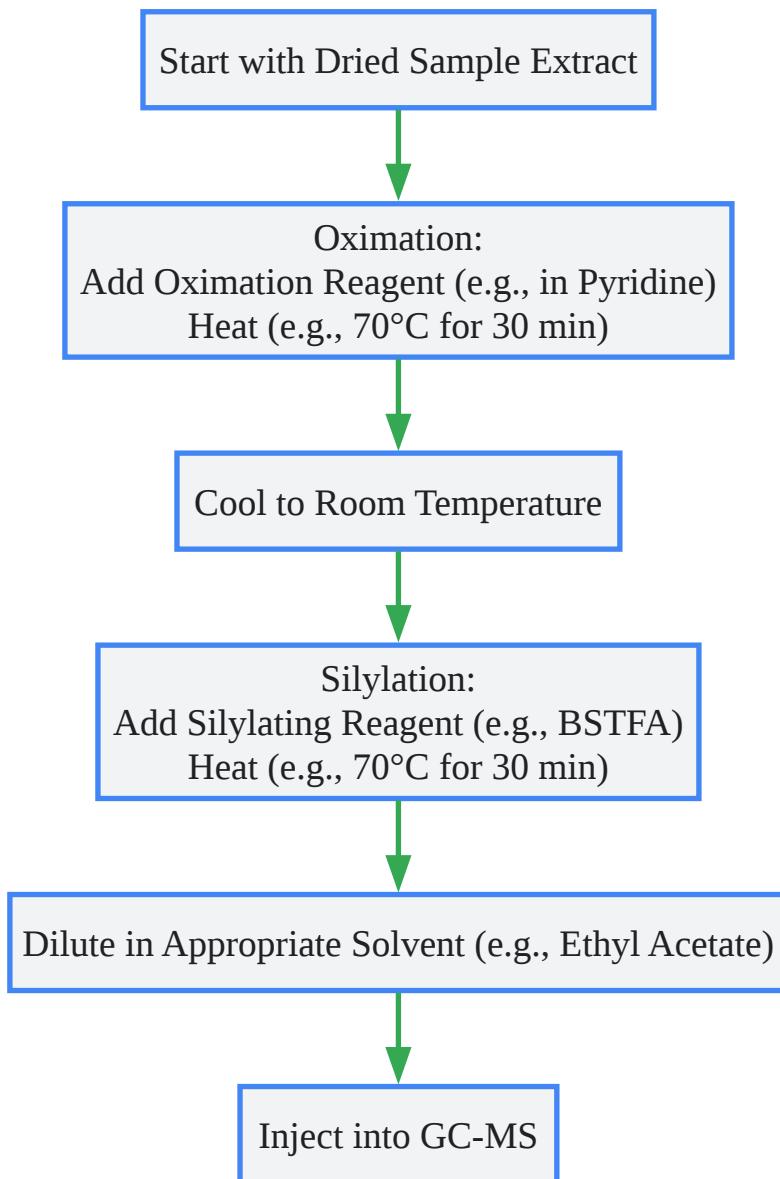 Start with Dried Sample Extract
Oximation:
Add Oximation Reagent (e.g., in Pyridine)
Heat (e.g., 70°C for 30 min)
Cool to Room Temperature
Silylation:
Add Silylating Reagent (e.g., BSTFA)
Heat (e.g., 70°C for 30 min)
Dilute in Appropriate Solvent (e.g., Ethyl Acetate)
Inject into GC-MS